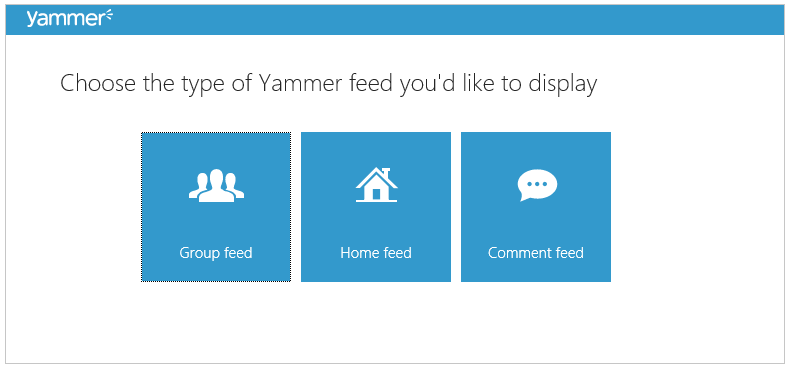 yammer
Choose the type of Yammer feed you'd like to display
Group feed
Home feed
Comment feed